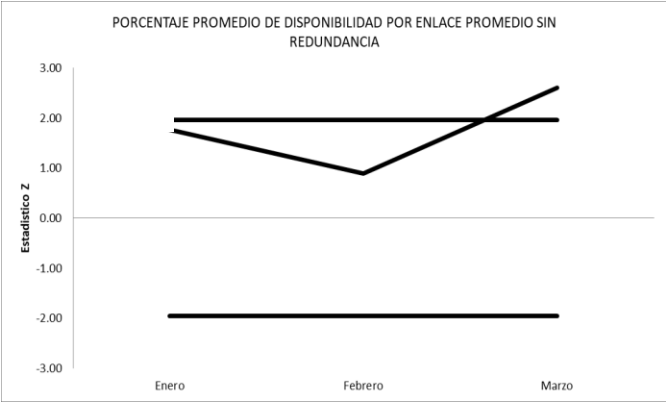 PORCENTAJE PROMEDIO DE DISPONIBILIDAD POR ENLACE PROMEDIO SIN
REDUNDANCIA
3.00
2.00
1.00
0.00
-1.00
-2.00
-3.00
Estadistico Z
Enero
Febrero
Marzo